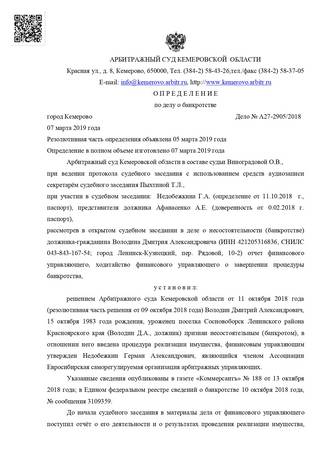 АРБИТРАЖНЫЙ СУД КЕМЕРОВСКОЙ ОБЛАСТИ
Красная ул., д. 8, Кемерово, 650000, Тел. (384-2) 58-43-26,тел./факс (384-2) 58-37-05
E-mail: info@kemerovo.arbitr.ru, http://www.kemerovo.arbitr.ru
О П Р Е Д Е Л Е Н И Е
по делу о банкротстве
город Кемерово Дело № А27-2905/2018
07 марта 2019 года
Резолютивная часть определения объявлена 05 марта 2019 года
Определение в полном объеме изготовлено 07 марта 2019 года
Арбитражный суд Кемеровской области в составе судьи Виноградовой О.В.,
при ведении протокола судебного заседания с использованием средств аудиозаписи
секретарём судебного заседания Пыхтиной Т.Л.,
при участии в судебном заседании: Недобежкина Г.А. (определение от 11.10.2018 г.,
паспорт), представителя должника Афанасенко А.Е. (доверенность от 0.02.2018 г.
паспорт),
рассмотрев в открытом судебном заседании в деле о несостоятельности (банкротстве)
должника-гражданина Володина Дмитрия Александровича (ИНН 421205316836, СНИЛС
043-843-167-54; город Ленинск-Кузнецкий, пер. Рядовой, 10-2) отчет финансового
управляющего, ходатайство финансового управляющего о завершении процедуры
банкротства,
у с т а н о в и л :
решением Арбитражного суда Кемеровской области от 11 октября 2018 года
(резолютивная часть решения от 09 октября 2018 года) Володин Дмитрий Александрович,
15 октября 1983 года рождения, уроженец поселка Сосновоборск Ленинского района
Красноярского края (Володин Д.А., должник) признан несостоятельным (банкротом), в
отношении него введена процедура реализации имущества, финансовым управляющим
утвержден Недобежкин Герман Александрович, являющийся членом Ассоциации
Евросибирская саморегулируемая организация арбитражных управляющих.
Указанные сведения опубликованы в газете «Коммерсантъ» № 188 от 13 октября
2018 года, в Едином федеральном реестре сведений о банкротстве 10 октября 2018 года,
№ сообщения 3109359.
До начала судебного заседания в материалы дела от финансового управляющего
поступил отчёт о его деятельности и о результатах проведения реализации имущества,